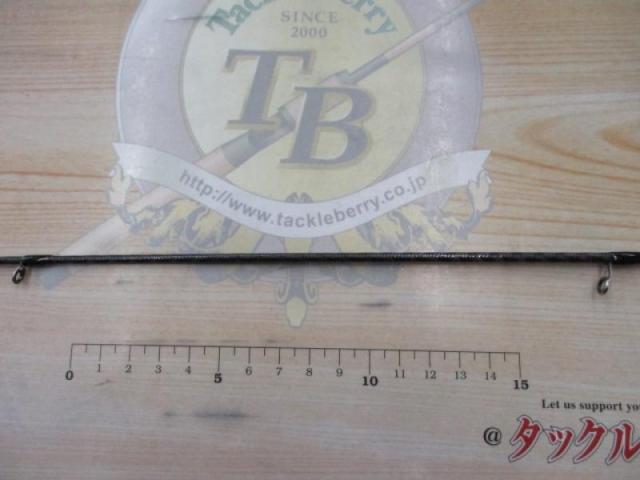 TackleBerry
SINCE
2000
TB
http://www.tackleberry.co.jp
0 1 2 3 4 5 6 7 8 9 10 11 12 13 14 15
Let us support you
@タックル